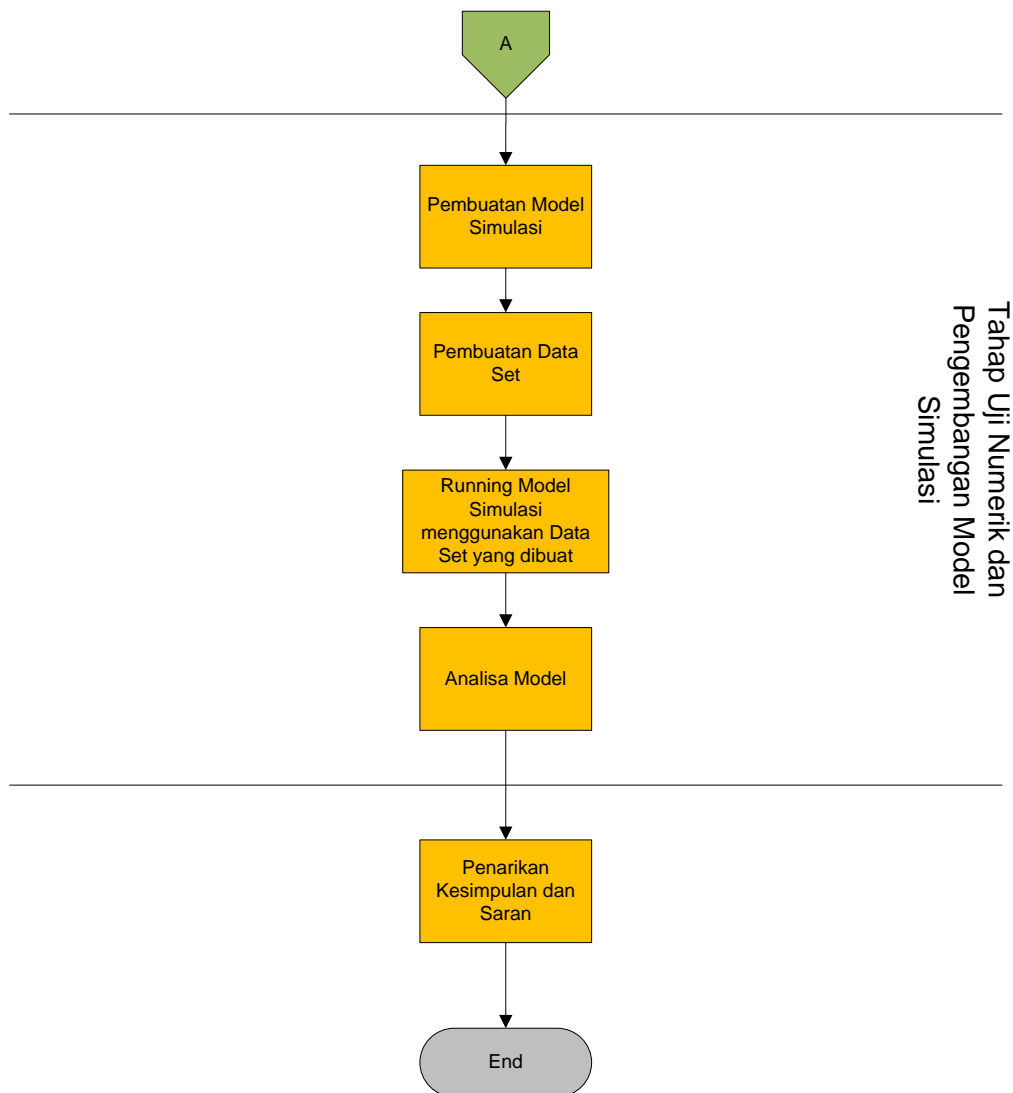 A
Pembuatan Model
Simulasi
Pembuatan Data
Set
Running Model
Simulasi
menggunakan Data
Set yang dibuat
Analisa Model
Tahap Uji Numerik dan
Pengembangan Model
Simulasi
Penarikan
Kesimpulan dan
Saran
End